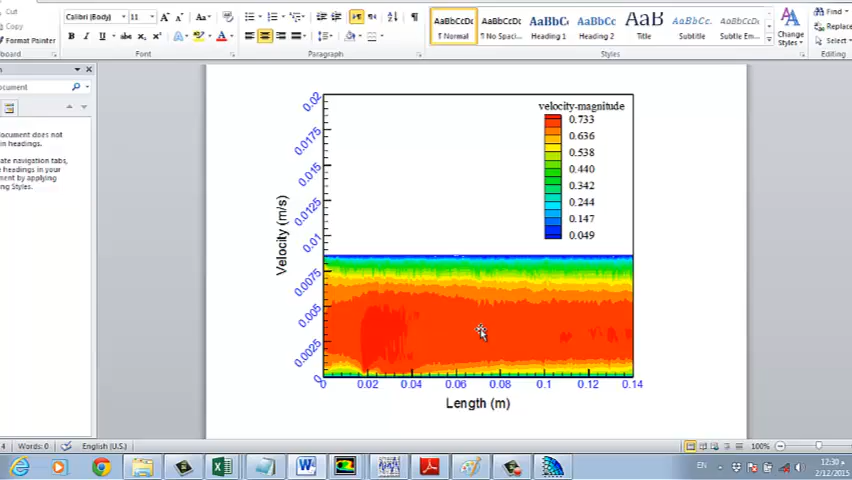 Cut
Copy
Format Painter
Calibri (Body)
11
AaBbCcDc
AaBbCcDc
AaBbC
AaBbCc
AaB
AaBbCc.
AaBbCcDc
¶ Normal
¶ No Spaci...
Heading 1
Heading 2
Title
Subtitle
Subtle Em...
Change
Styles
Find
Replace
Select
Font
Paragraph
Styles
Editing
ocument
ocument does not
n headings.
te navigation tabs,
e headings in your
ment by applying
ng Styles.
velocity-magnitude
0.733
0.636
0.538
0.440
0.342
0.244
0.147
0.049
Velocity (m/s)
0.02
0.0175
0.015
0.0125
0.01
0.0075
0.005
0.0025
0
0 0.02 0.04 0.06 0.08 0.1 0.12 0.14
Length (m)
4 Words: 0 English (U.S.) 100%
EN
12:30 م
2/12/2015